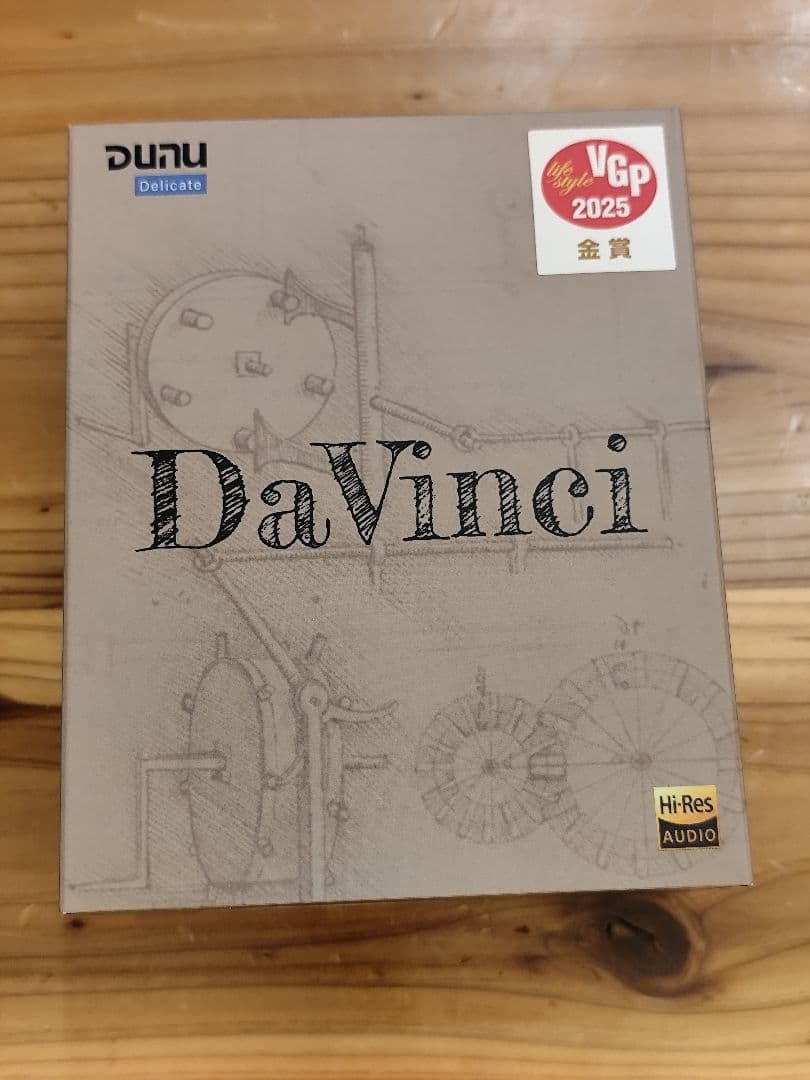 DUNU
Delicate
life style VGP
2025
金賞
DaVinci
Hi-Res
AUDIO